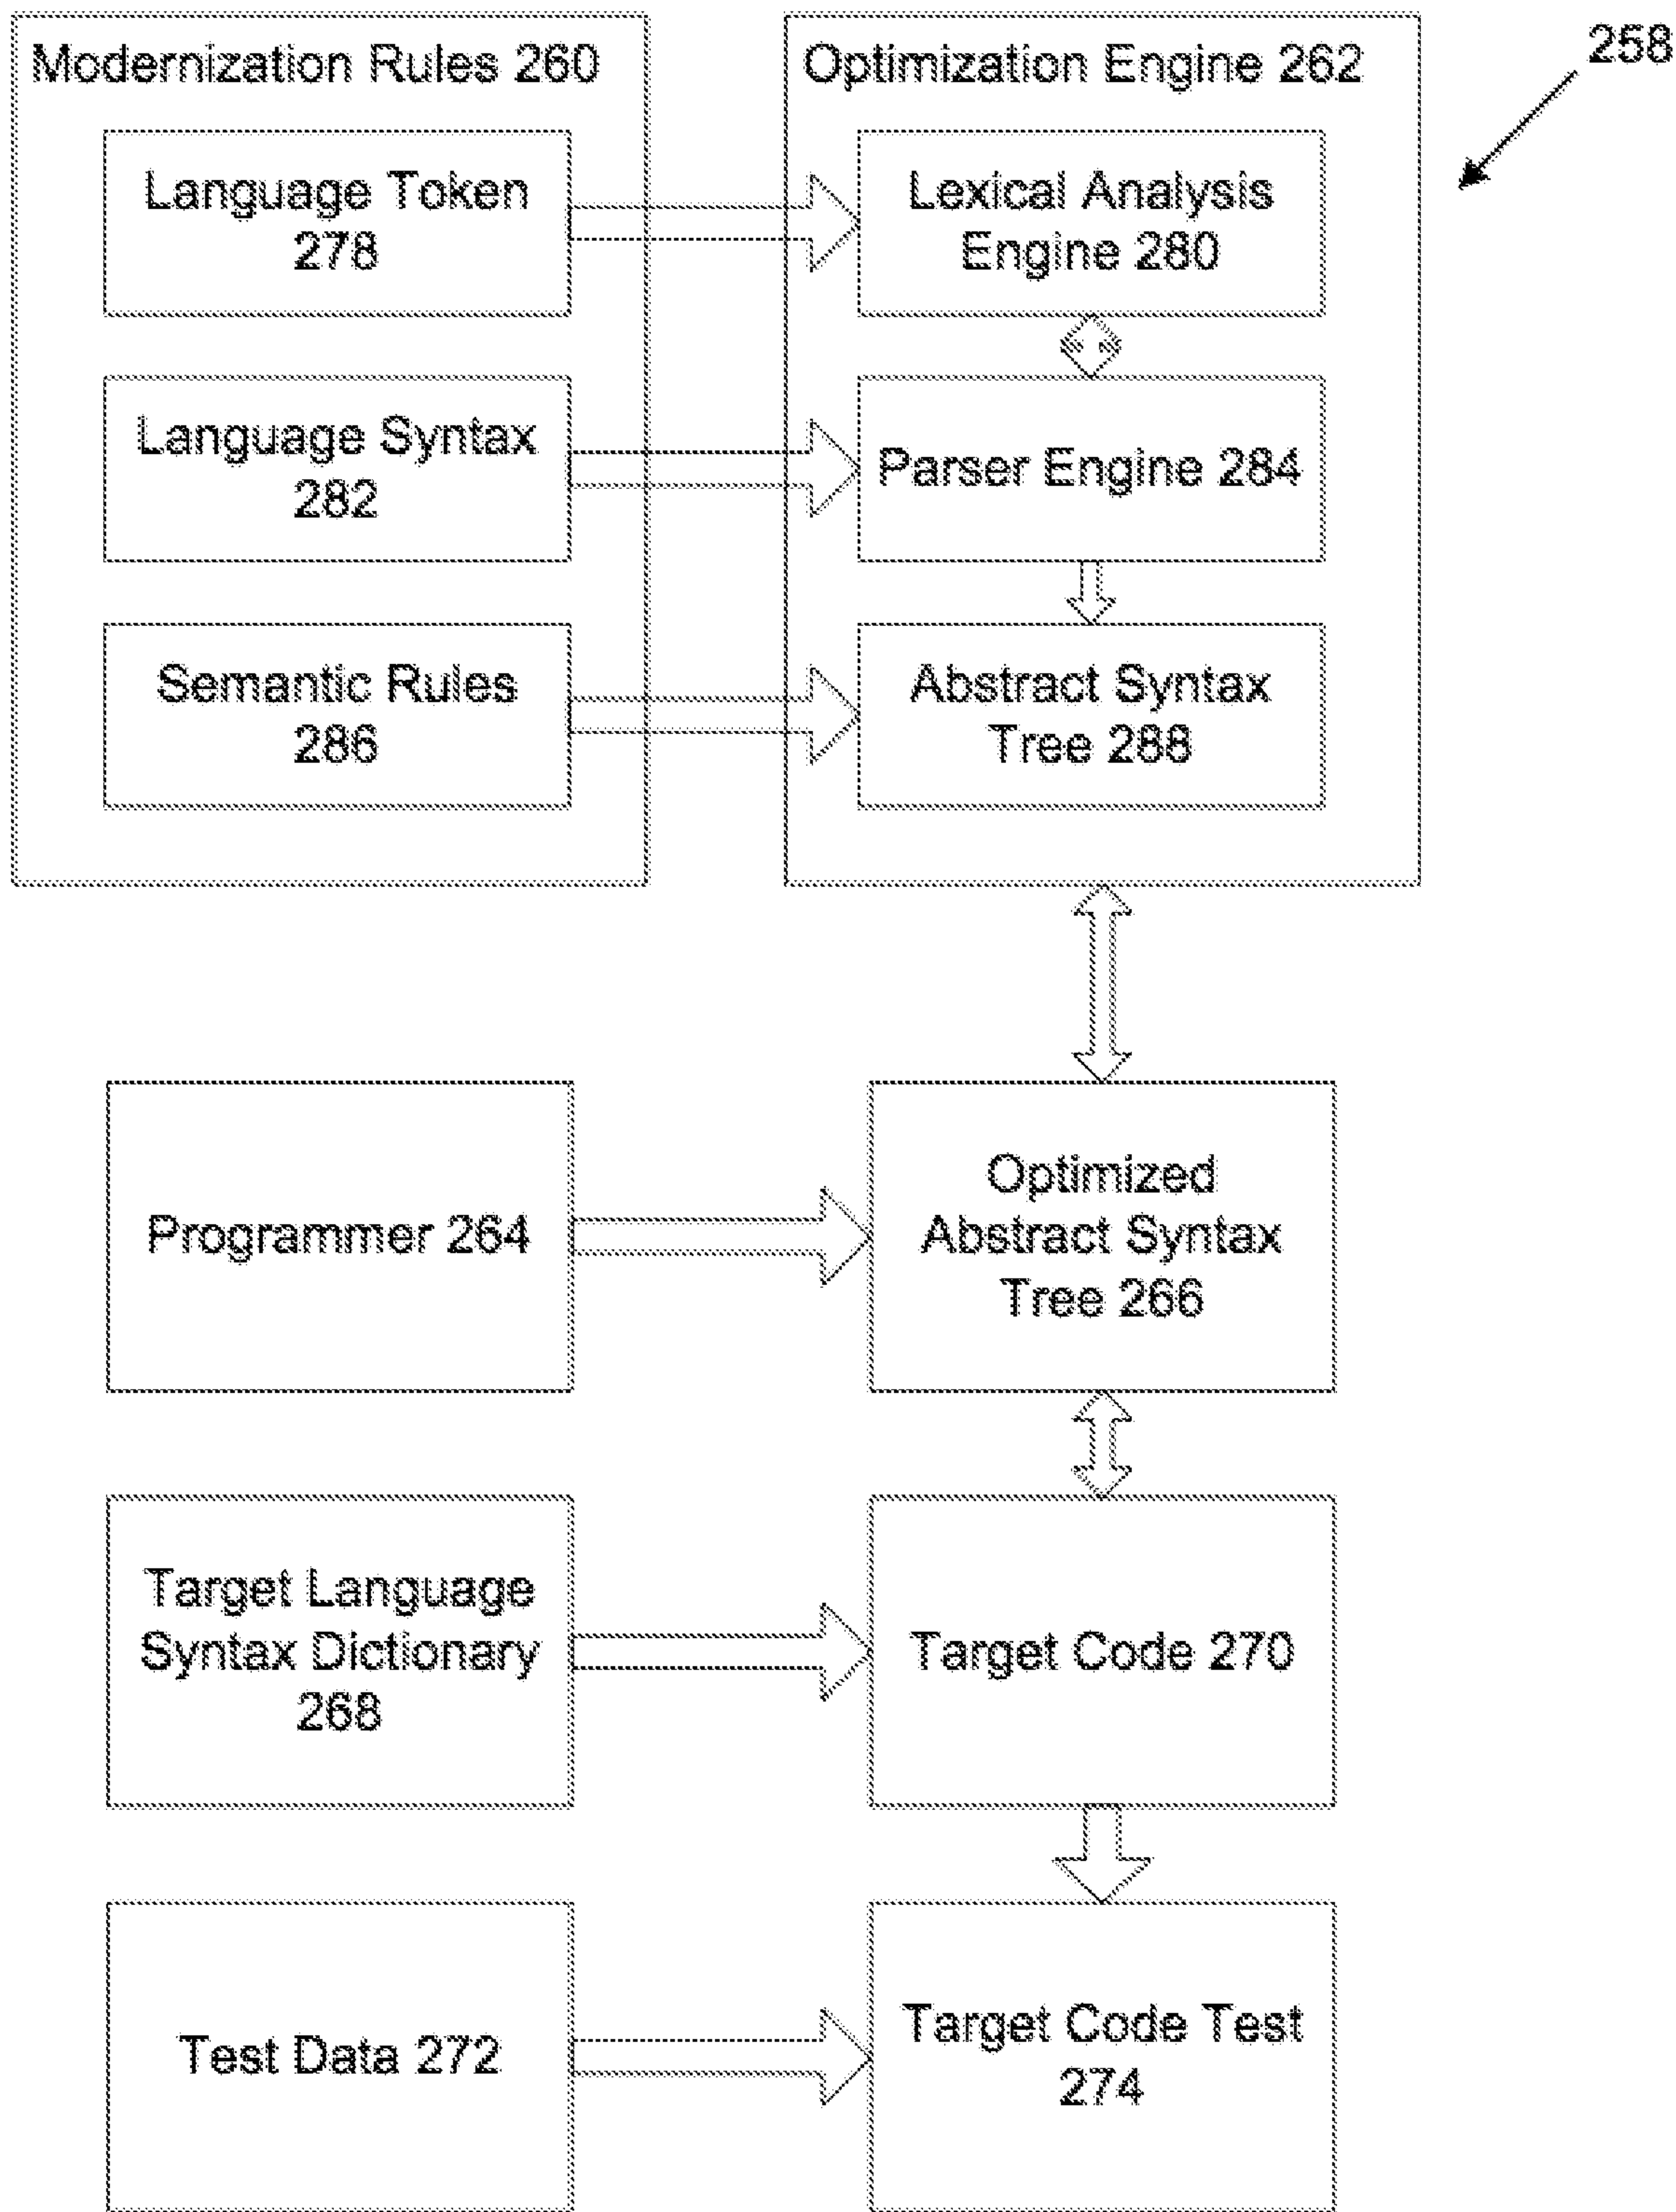 Modernization Rules 260
Optimization Engine 262
258
Language Token
278
Lexical Analysis
Engine 280
Language Syntax
282
Parser Engine 284
Semantic Rules
286
Abstract Syntax
Tree 288
Programmer 264
Optimized
Abstract Syntax
Tree 266
Target Language
Syntax Dictionary
268
Target Code 270
Test Data 272
Target Code Test
274